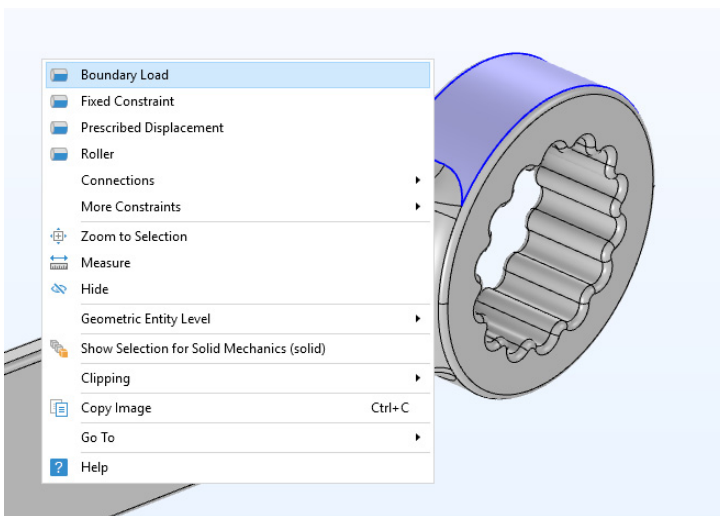 Boundary Load
Fixed Constraint
Prescribed Displacement
Roller
Connections
More Constraints
Zoom to Selection
Measure
Hide
Geometric Entity Level
Show Selection for Solid Mechanics (solid)
Clipping
Copy Image Ctrl+C
Go To
? Help